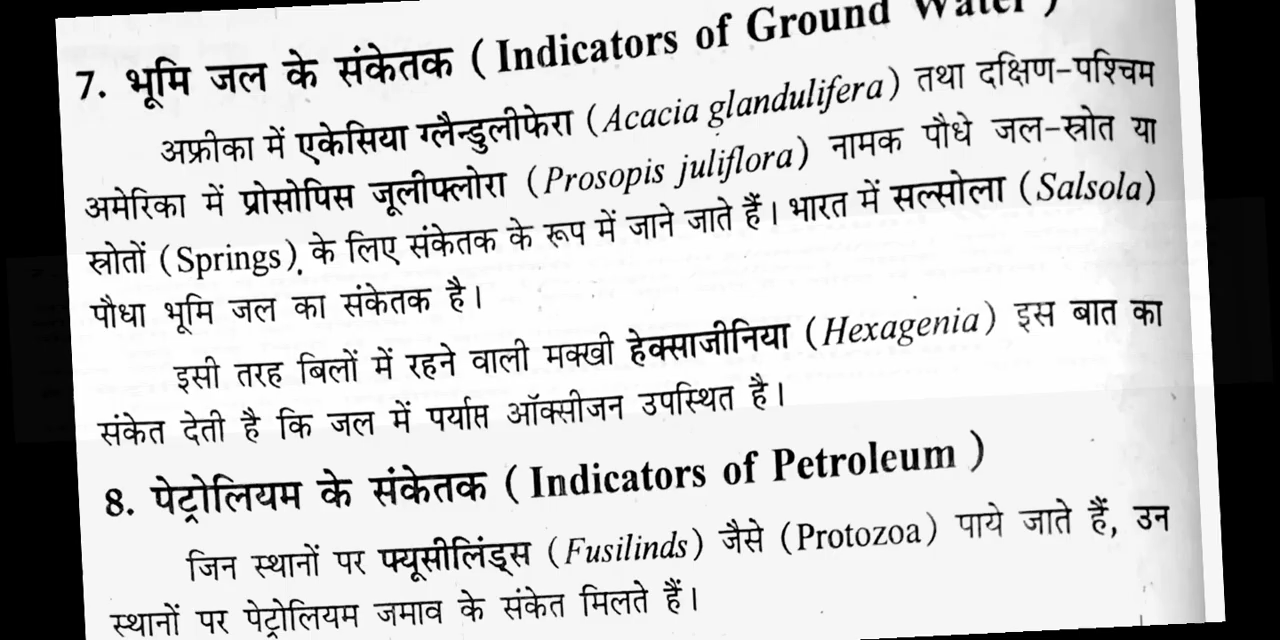 7. भूमि जल के संकेतक ( Indicators of Ground Water )
अफ्रीका में एकेसिया ग्लैन्डुलीफेरा ( Acacia glandulifera ) तथा दक्षिण-पश्चिम
अमेरिका में प्रोसोपिस जूलीफ्लोरा ( Prosopis juliflora ) नामक पौधे जल-स्रोत या
स्रोतों ( Springs ) के लिए संकेतक के रूप में जाने जाते हैं। भारत में सल्सोला ( Salsola )
पौधा भूमि जल का संकेतक है।
इसी तरह बिलों में रहने वाली मक्खी हेक्साजीनिया ( Hexagenia ) इस बात का
संकेत देती है कि जल में पर्याप्त ऑक्सीजन उपस्थित है।
8. पेट्रोलियम के संकेतक ( Indicators of Petroleum )
जिन स्थानों पर फ्यूसीलिंड्स ( Fusilinds ) जैसे ( Protozoa ) पाये जाते हैं, उन
स्थानों पर पेट्रोलियम जमाव के संकेत मिलते हैं।